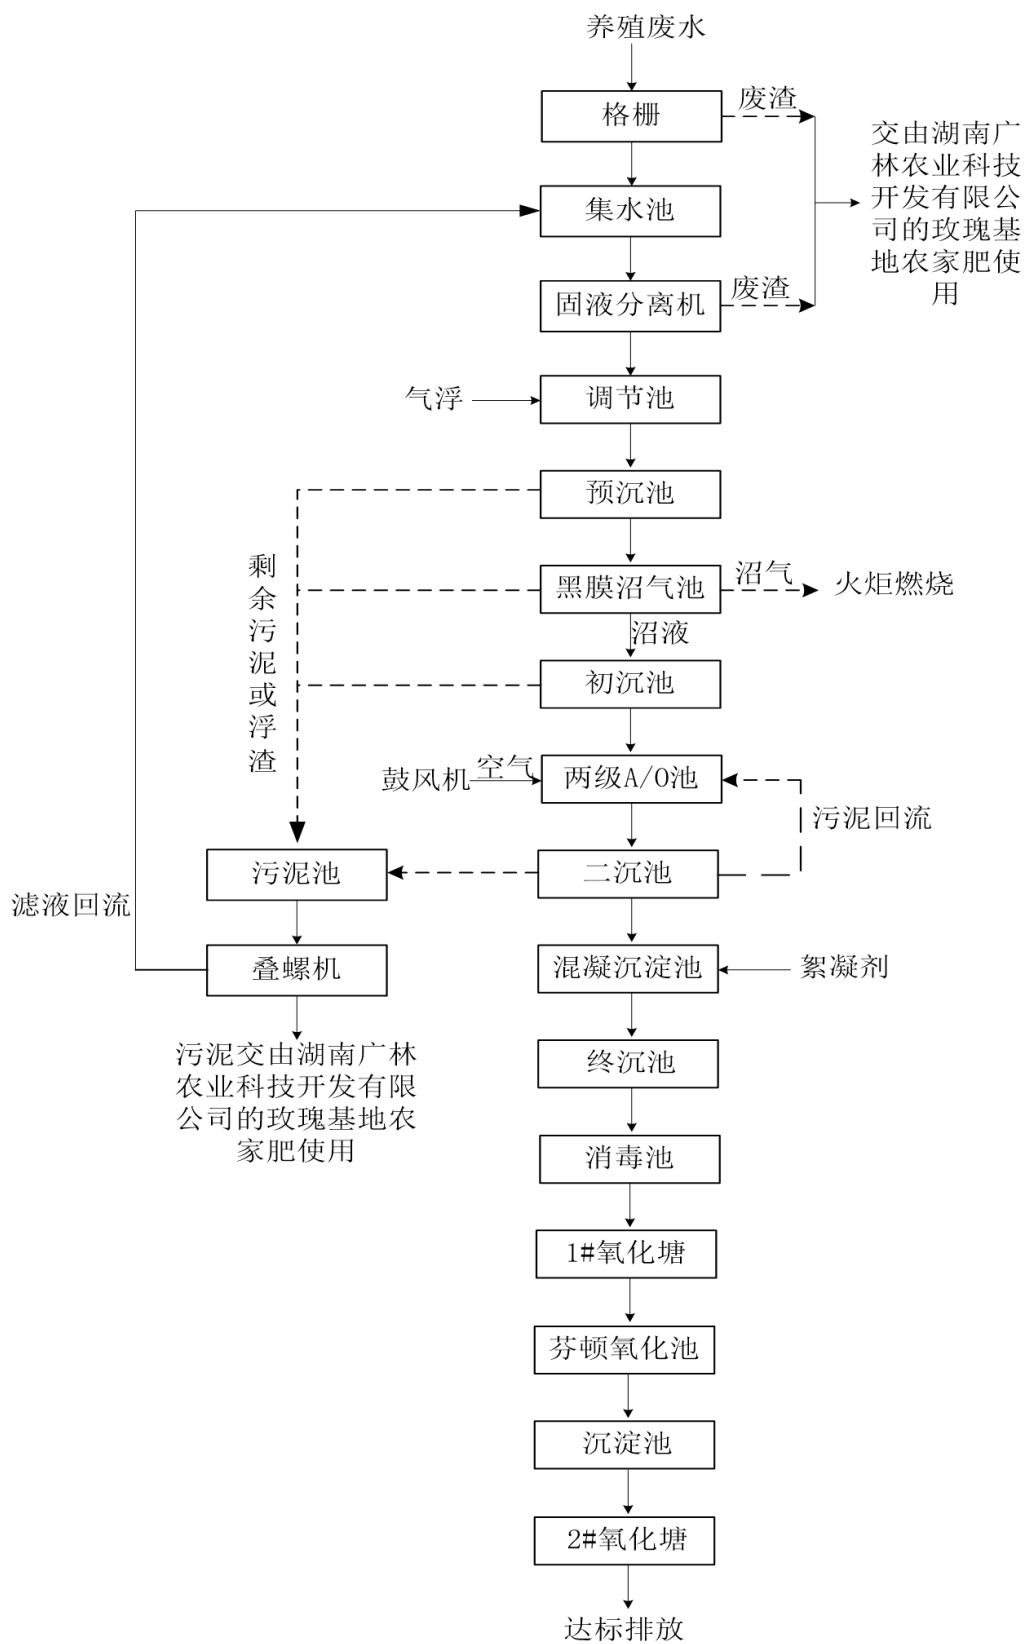 养殖废水
格栅
废渣
交由湖南广
林农业科技
开发有限公
司的玫瑰基
地农家肥使
用
集水池
固液分离机
废渣
气浮
调节池
预沉池
剩余污泥或浮渣
黑膜沼气池
沼气
火炬燃烧
沼液
初沉池
鼓风机
空气
两级A/O池
污泥回流
污泥池
二沉池
滤液回流
叠螺机
混凝沉淀池
絮凝剂
污泥交由湖南广林
农业科技开发有限
公司的玫瑰基地农
家肥使用
终沉池
消毒池
1#氧化塘
芬顿氧化池
沉淀池
2#氧化塘
达标排放